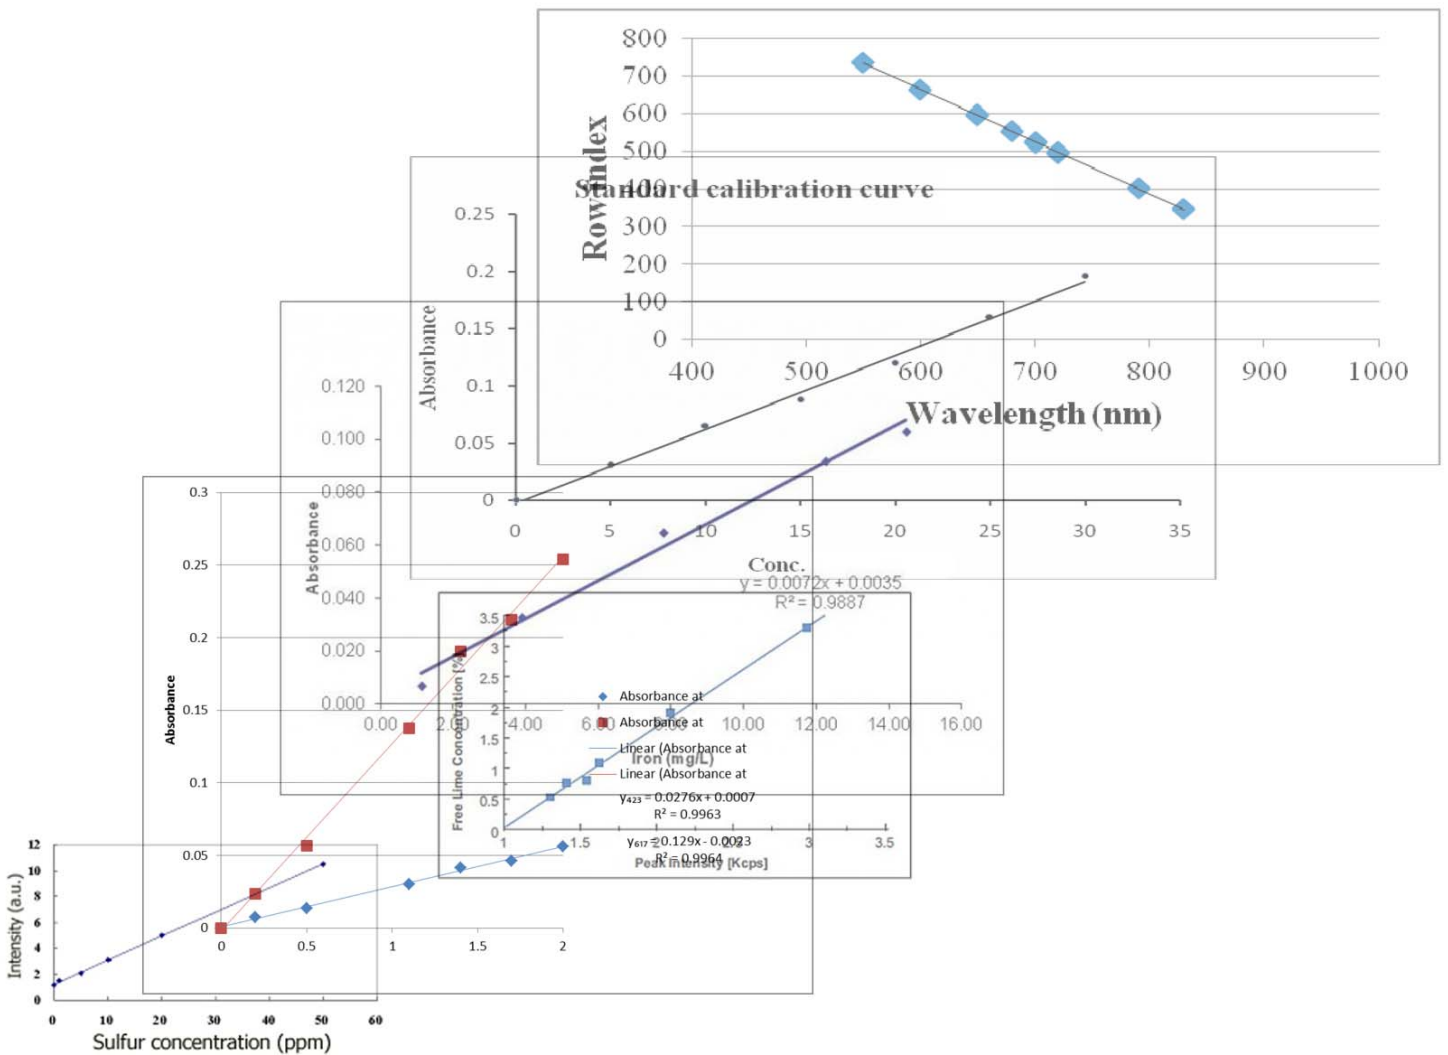 800
700
600
500
400
300
200
100
0
Row Index
400 500 600 700 800 900 1000
Wavelength (nm)
Standard calibration curve
0.25
0.2
0.15
0.1
0.05
0
Absorbance
0 5 10 15 20 25 30 35
Conc.
y = 0.0072x + 0.0035
R² = 0.9887
0.120
0.100
0.080
0.060
0.040
0.020
0.000
Absorbance
0.00 2.00 4.00 6.00 8.00 10.00 12.00 14.00 16.00
Iron (mg/L)
3.5
3
2.5
2
1.5
1
0.5
0
Free Lime Concentration [%]
1 1.5 2 2.5 3 3.5
Peak Intensity [Kcps]
0.3
0.25
0.2
0.15
0.1
0.05
0
Absorbance
0 0.5 1 1.5 2
Absorbance at
Absorbance at
Linear (Absorbance at
Linear (Absorbance at
y₄₂₃ = 0.0276x + 0.0007
R² = 0.9963
y₆₁₇ = 0.129x - 0.0023
R² = 0.9964
12
10
8
6
4
2
0
Intensity (a.u.)
0 10 20 30 40 50 60
Sulfur concentration (ppm)